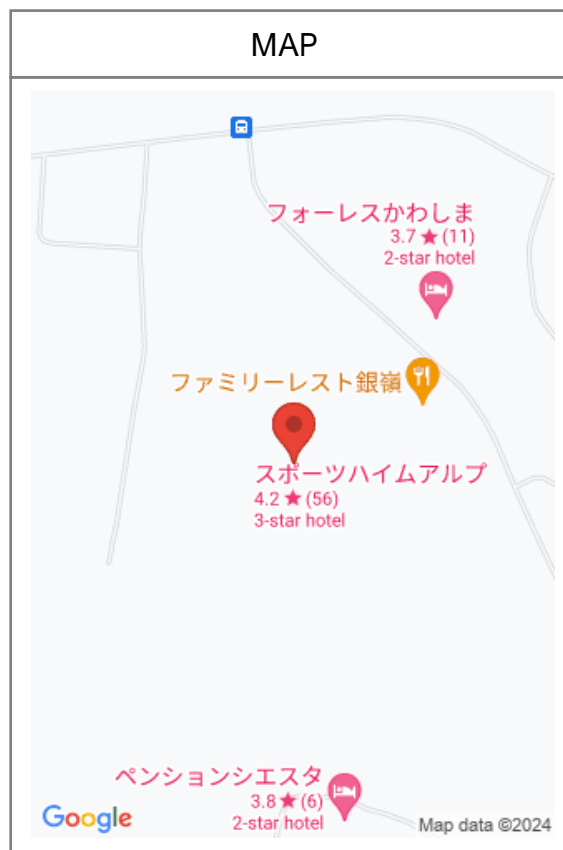 MAP
フォーレスかわしま
3.7 ★ (11)
2-star hotel
ファミリーレスト銀嶺
スポーツハイムアルプ
4.2 ★ (56)
3-star hotel
ペンションシエスタ
3.8 ★ (6)
2-star hotel
Google
Map data ©2024